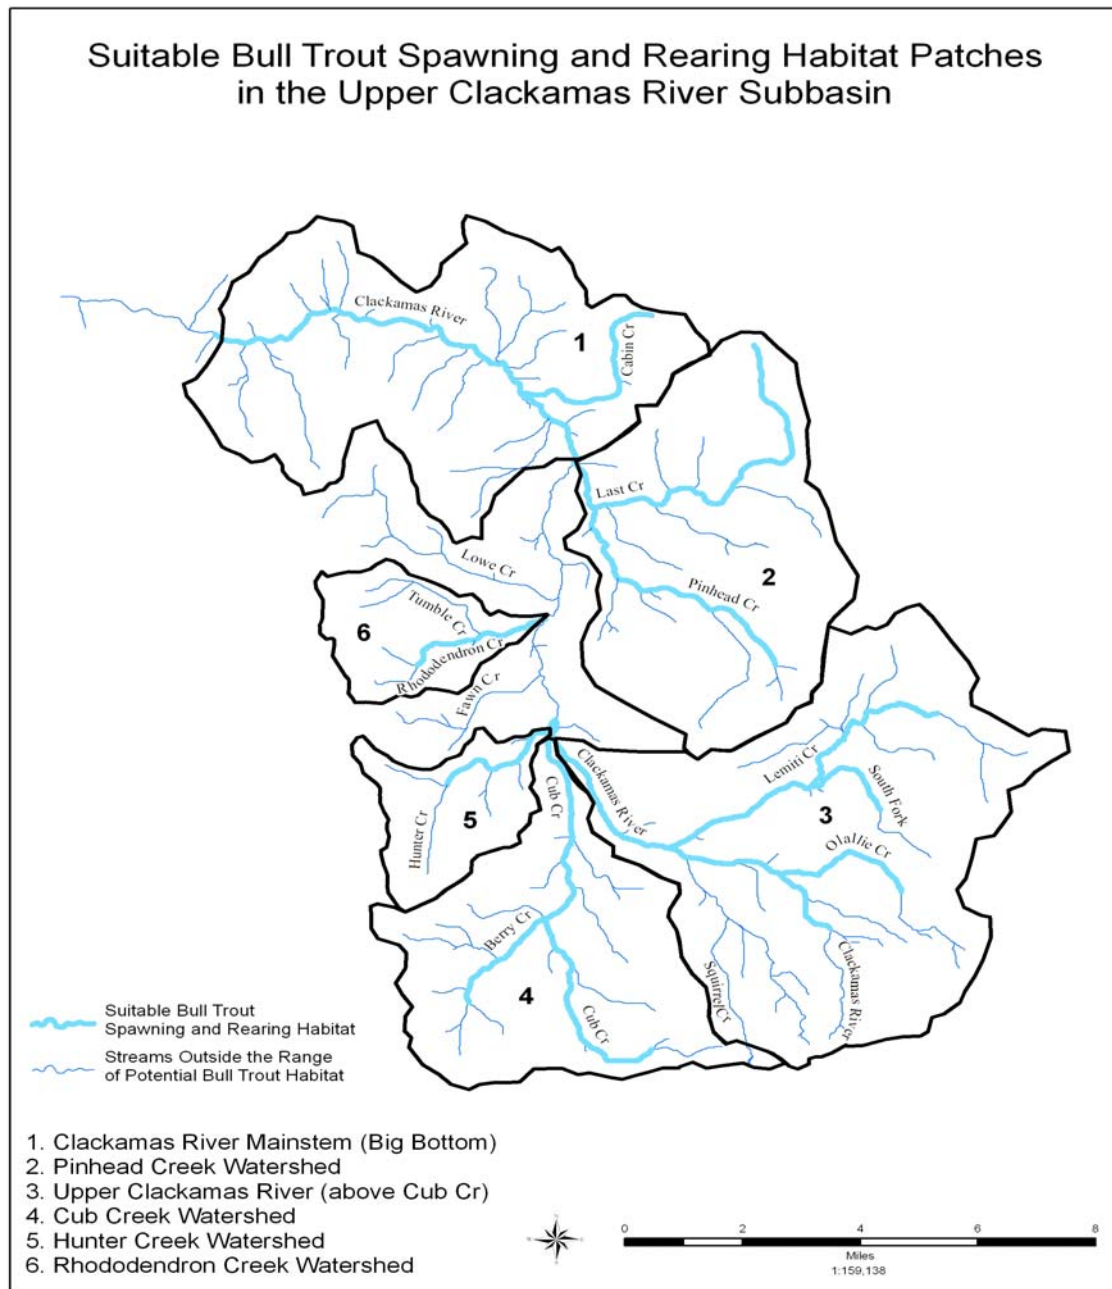 Suitable Bull Trout Spawning and Rearing Habitat Patches
in the Upper Clackamas River Subbasin
Clackamas River
1
Cabin Cr
Last Cr
Lowe Cr
2
Pinhead Cr
Tumble Cr
6
Rhododendron Cr
Fawn Cr
Clackamas River
Lemiti Cr
Cub Cr
South Fork
3
5
Hunter Cr
Olallie Cr
Berry Cr
Clackamas River
Squirrel Cr
4
Cub Cr
Suitable Bull Trout
Spawning and Rearing Habitat
Streams Outside the Range
of Potential Bull Trout Habitat
1. Clackamas River Mainstem (Big Bottom)
2. Pinhead Creek Watershed
3. Upper Clackamas River (above Cub Cr)
4. Cub Creek Watershed
5. Hunter Creek Watershed
6. Rhododendron Creek Watershed
0 2 4 6 8
Miles
1:159,138